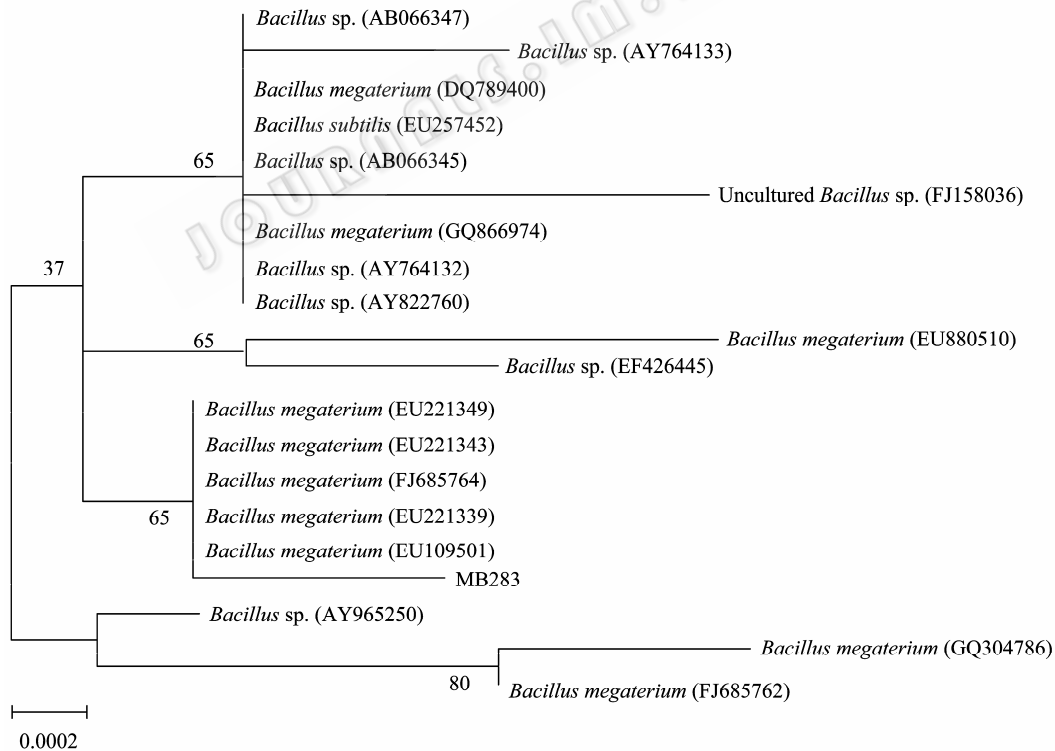 Bacillus sp. (AB066347)
Bacillus sp. (AY764133)
Bacillus megaterium (DQ789400)
Bacillus subtilis (EU257452)
65
Bacillus sp. (AB066345)
Uncultured Bacillus sp. (FJ158036)
Bacillus megaterium (GQ866974)
37
Bacillus sp. (AY764132)
Bacillus sp. (AY822760)
65
Bacillus megaterium (EU880510)
Bacillus sp. (EF426445)
Bacillus megaterium (EU221349)
Bacillus megaterium (EU221343)
Bacillus megaterium (FJ685764)
65
Bacillus megaterium (EU221339)
Bacillus megaterium (EU109501)
MB283
Bacillus sp. (AY965250)
Bacillus megaterium (GQ304786)
80
Bacillus megaterium (FJ685762)
0.0002
JOURNALS.IM.